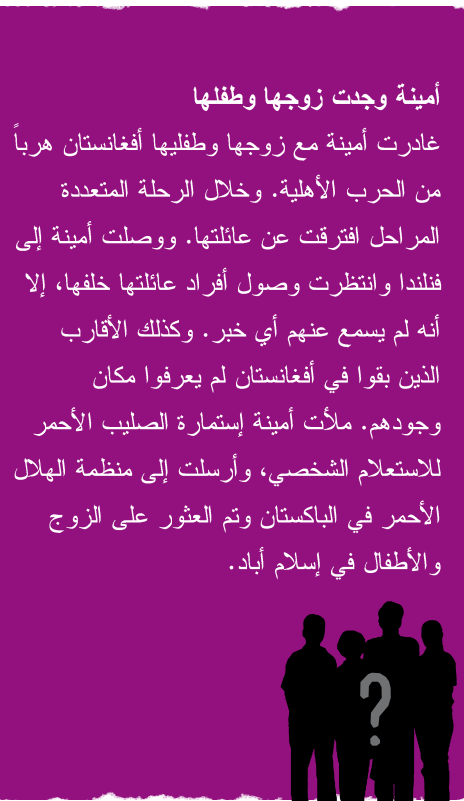 أمينة وجدت زوجها وطفلها
غادرت أمينة مع زوجها وطفليها أفغانستان هرباً
من الحرب الأهلية. وخلال الرحلة المتعددة
المراحل افترقت عن عائلتها. ووصلت أمينة إلى
فنلندا وانتظرت وصول أفراد عائلتها خلفها، إلا
أنه لم يسمع عنهم أي خبر. وكذلك الأقارب
الذين بقوا في أفغانستان لم يعرفوا مكان
وجودهم. ملأت أمينة إستمارة الصليب الأحمر
للاستعلام الشخصي، وأرسلت إلى منظمة الهلال
الأحمر في الباكستان وتم العثور على الزوج
والأطفال في إسلام أباد.
?